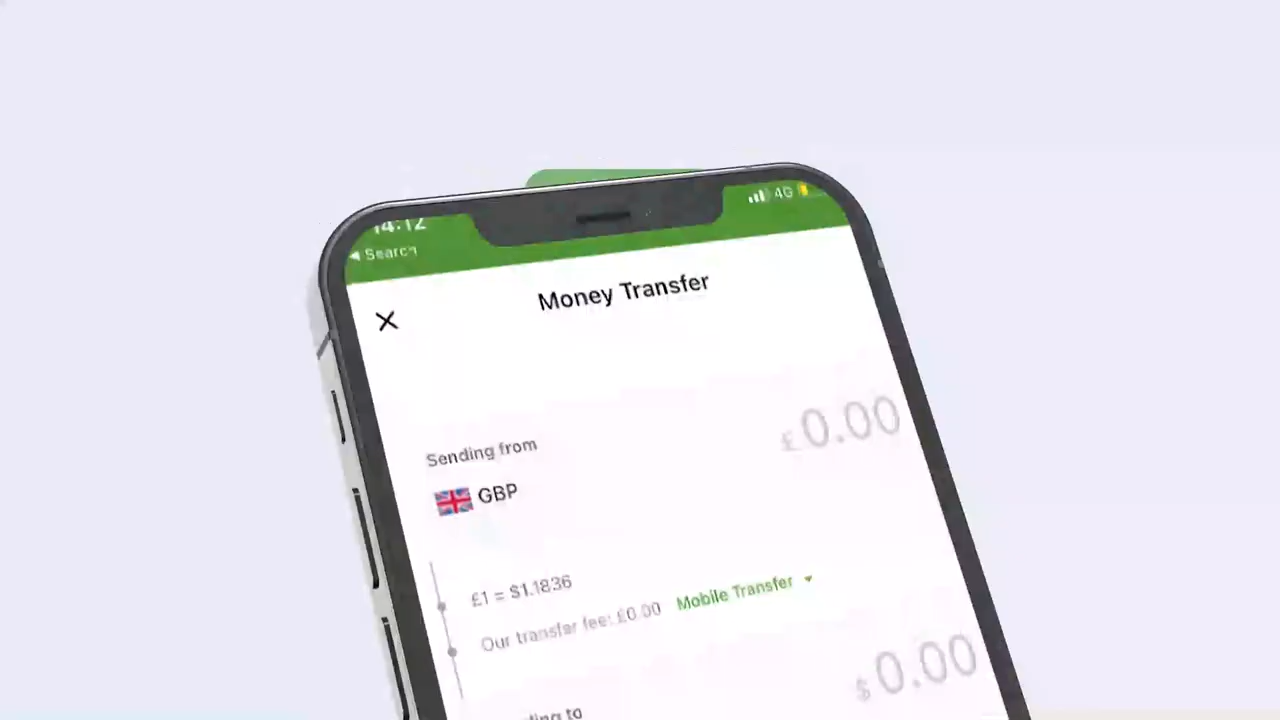 14:12
4G
◀ Search
Money Transfer
Sending from
£0.00
GBP
£1 = $1.1836
Our transfer fee: £0.00 Mobile Transfer
$0.00
to